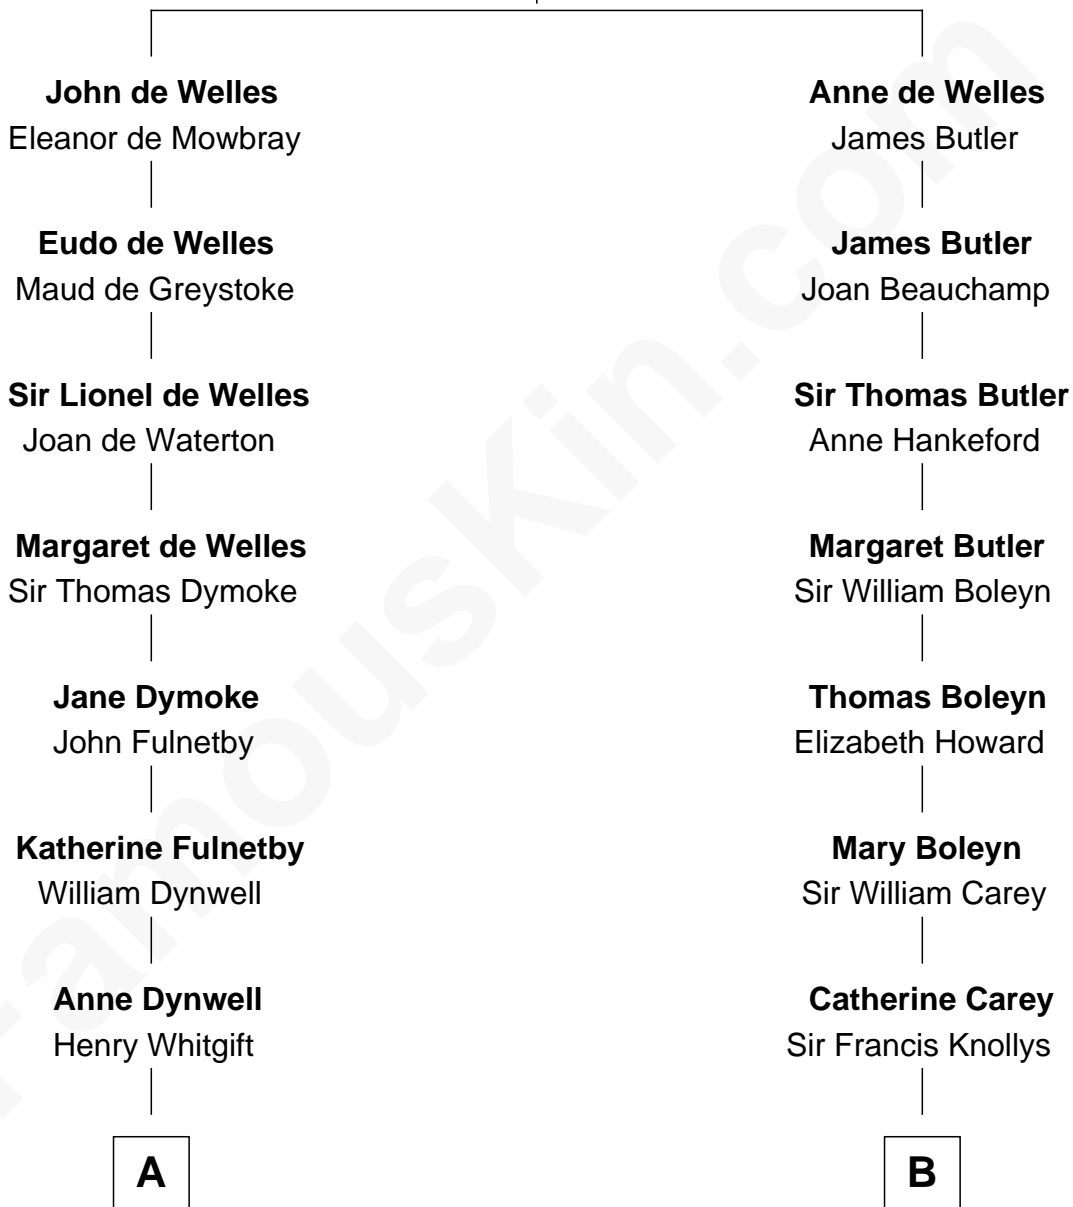 John de Welles
Eleanor de Mowbray
Eudo de Welles
Maud de Greystoke
Sir Lionel de Welles
Joan de Waterton
Margaret de Welles
Sir Thomas Dymoke
Jane Dymoke
John Fulnetby
Katherine Fulnetby
William Dynwell
Anne Dynwell
Henry Whitgift
A
Anne de Welles
James Butler
James Butler
Joan Beauchamp
Sir Thomas Butler
Anne Hankeford
Margaret Butler
Sir William Boleyn
Thomas Boleyn
Elizabeth Howard
Mary Boleyn
Sir William Carey
Catherine Carey
Sir Francis Knollys
B
FamousKin.com